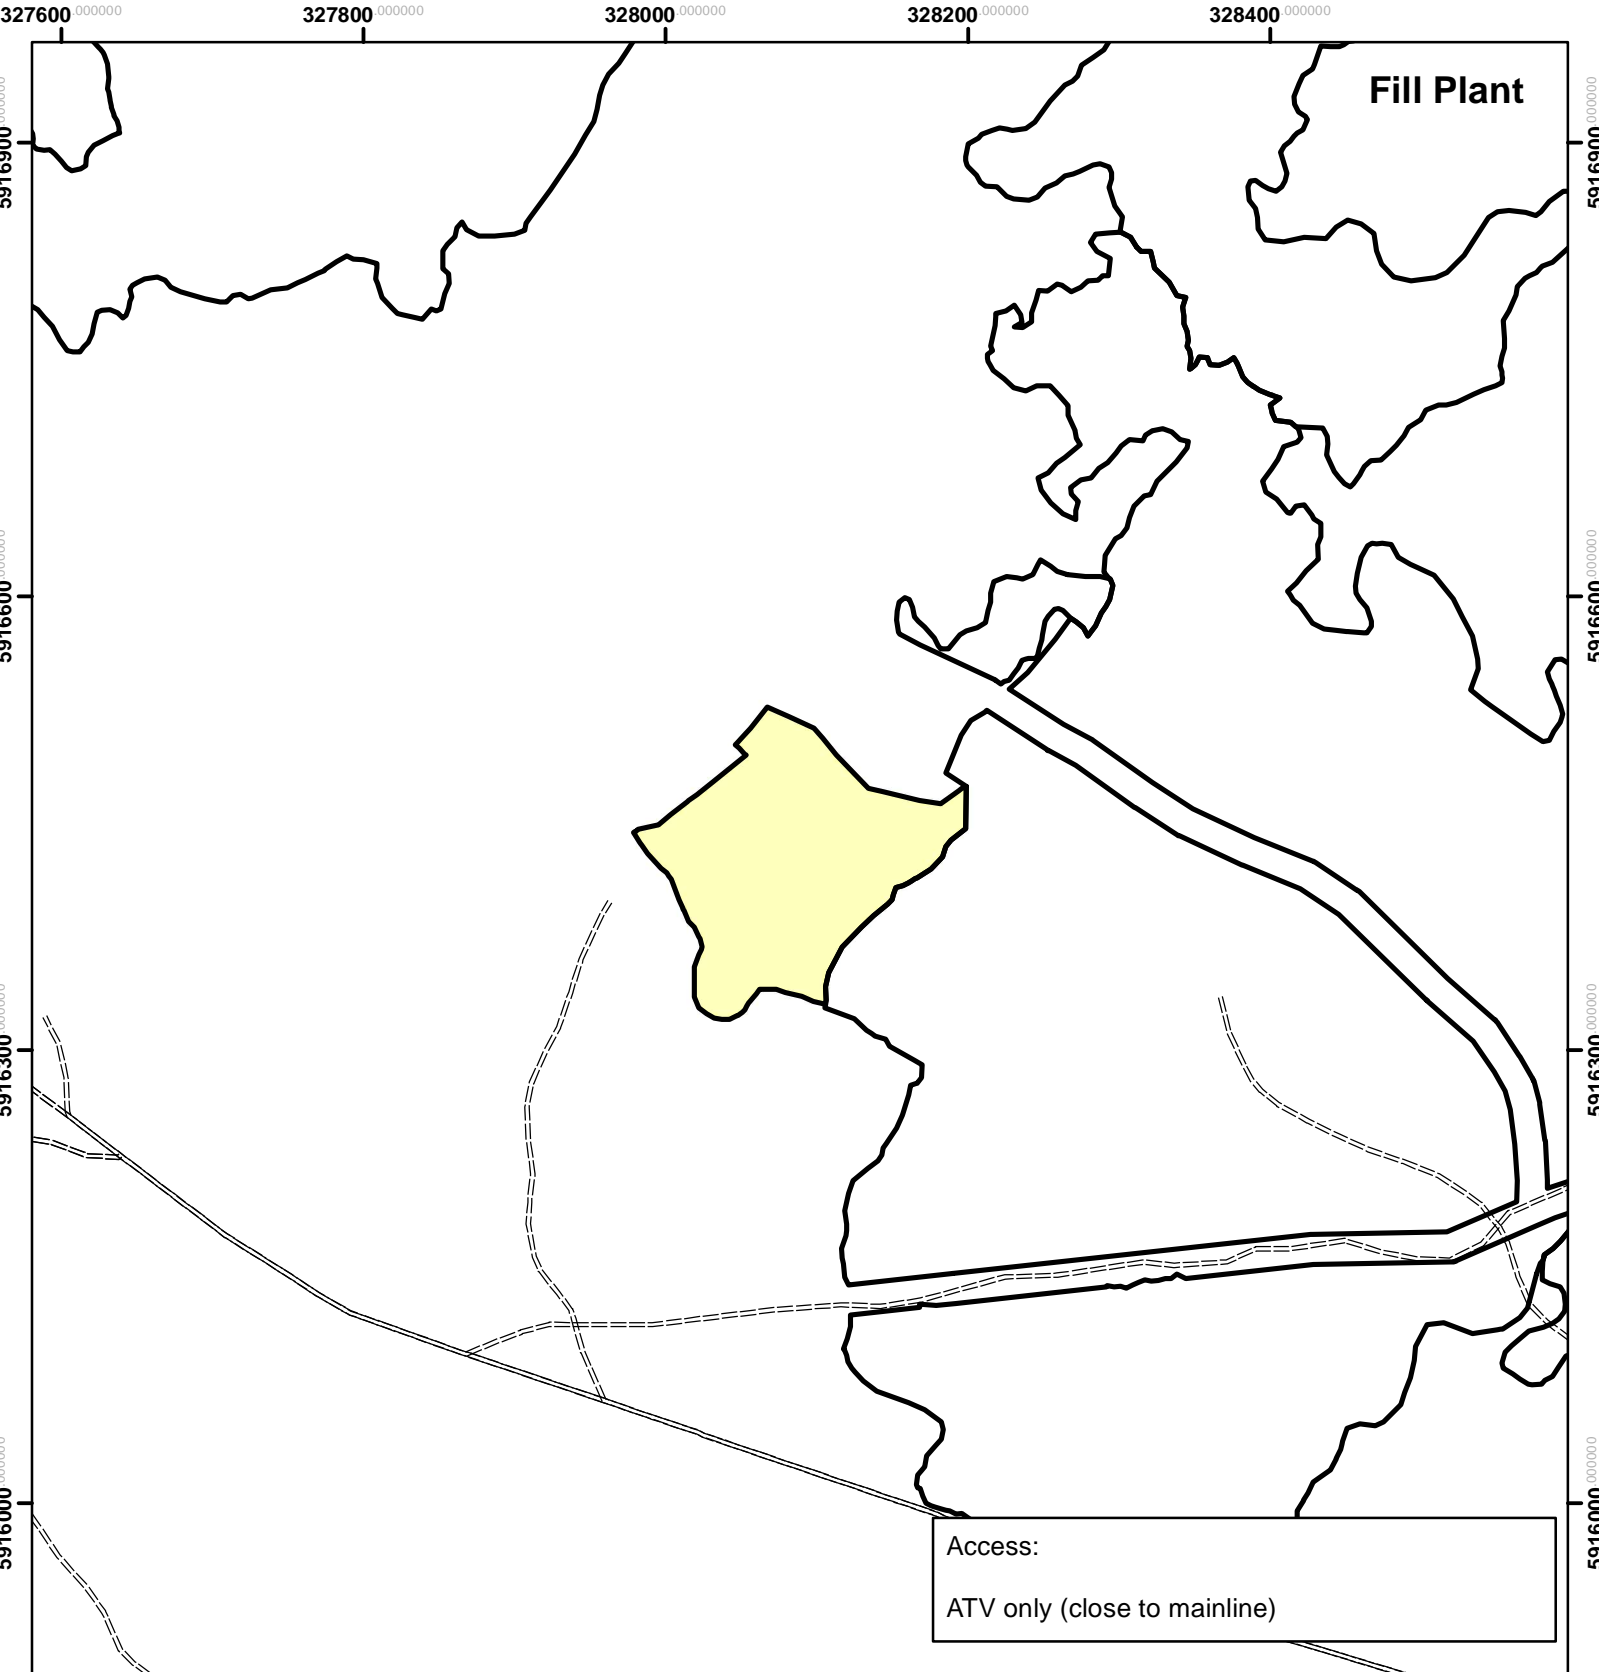 327600.000000 327800.000000 328000.000000 328200.000000 328400.000000
Fill Plant
5916900.000000 5916900.000000
5916600.000000 5916600.000000
5916300.000000 5916300.000000
5916000.000000 5916000.000000
Access:
ATV only (close to mainline)